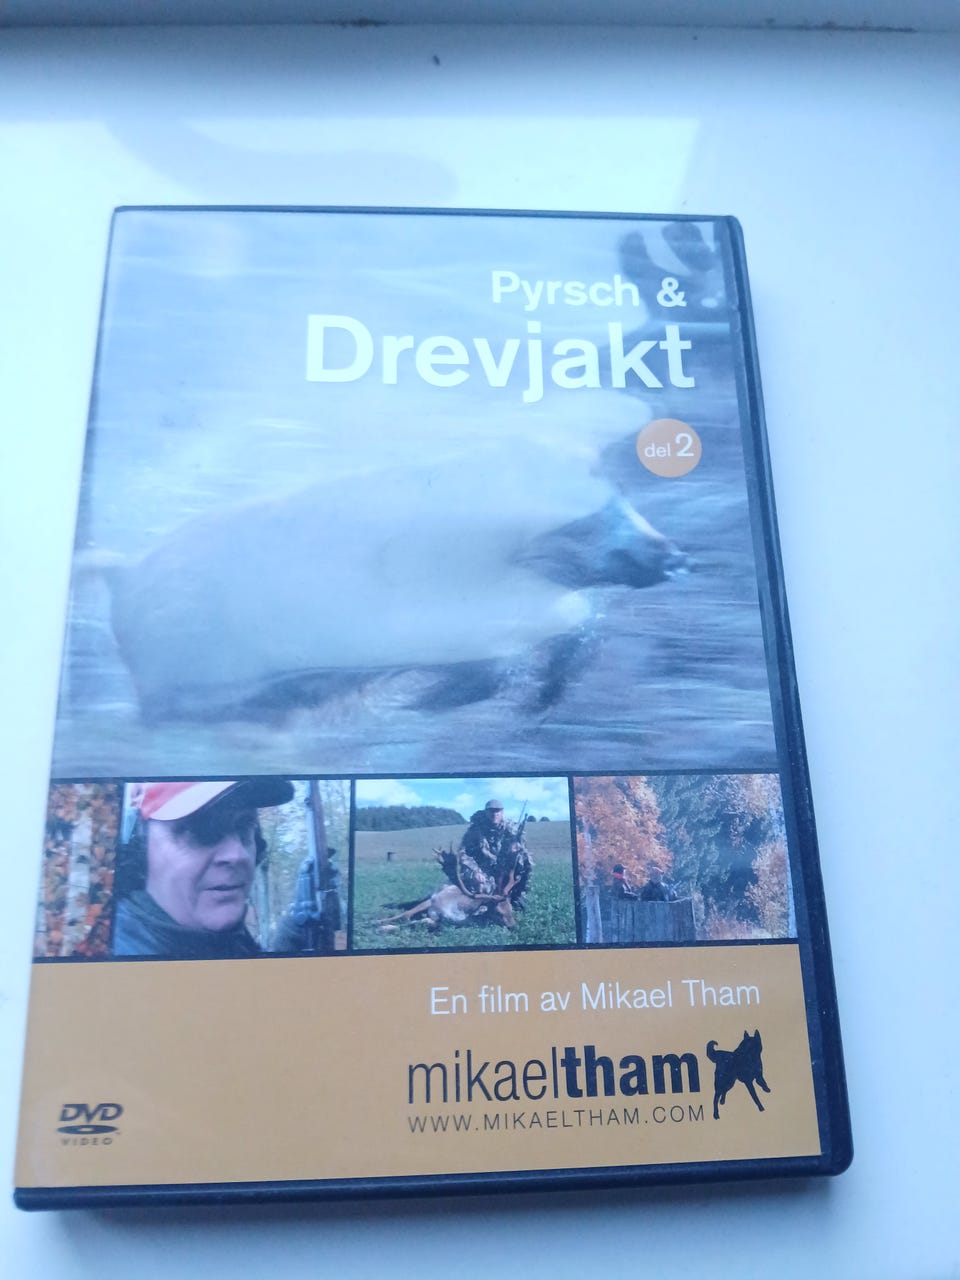 Pyrsch &
Drevjakt
del 2
En film av Mikael Tham
mikaeltham
WWW.MIKAELTHAM.COM
DVD
VIDEO